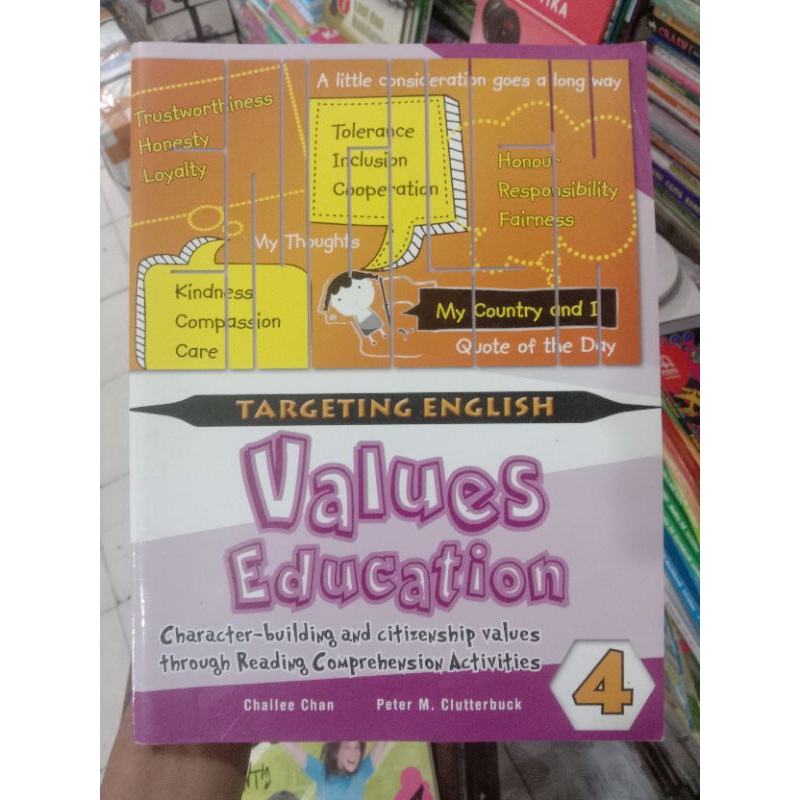 A little consideration goes a long way
Trustworthiness
Honesty
Loyalty
Tolerance
Inclusion
Cooperation
Honour
Responsibility
Fairness
My Thoughts
Kindness
Compassion
Care
My Country and I
Quote of the Day
TARGETING ENGLISH
Values
Education
Character-building and citizenship values
through Reading Comprehension Activities
4
Chailee Chan Peter M. Clutterbuck